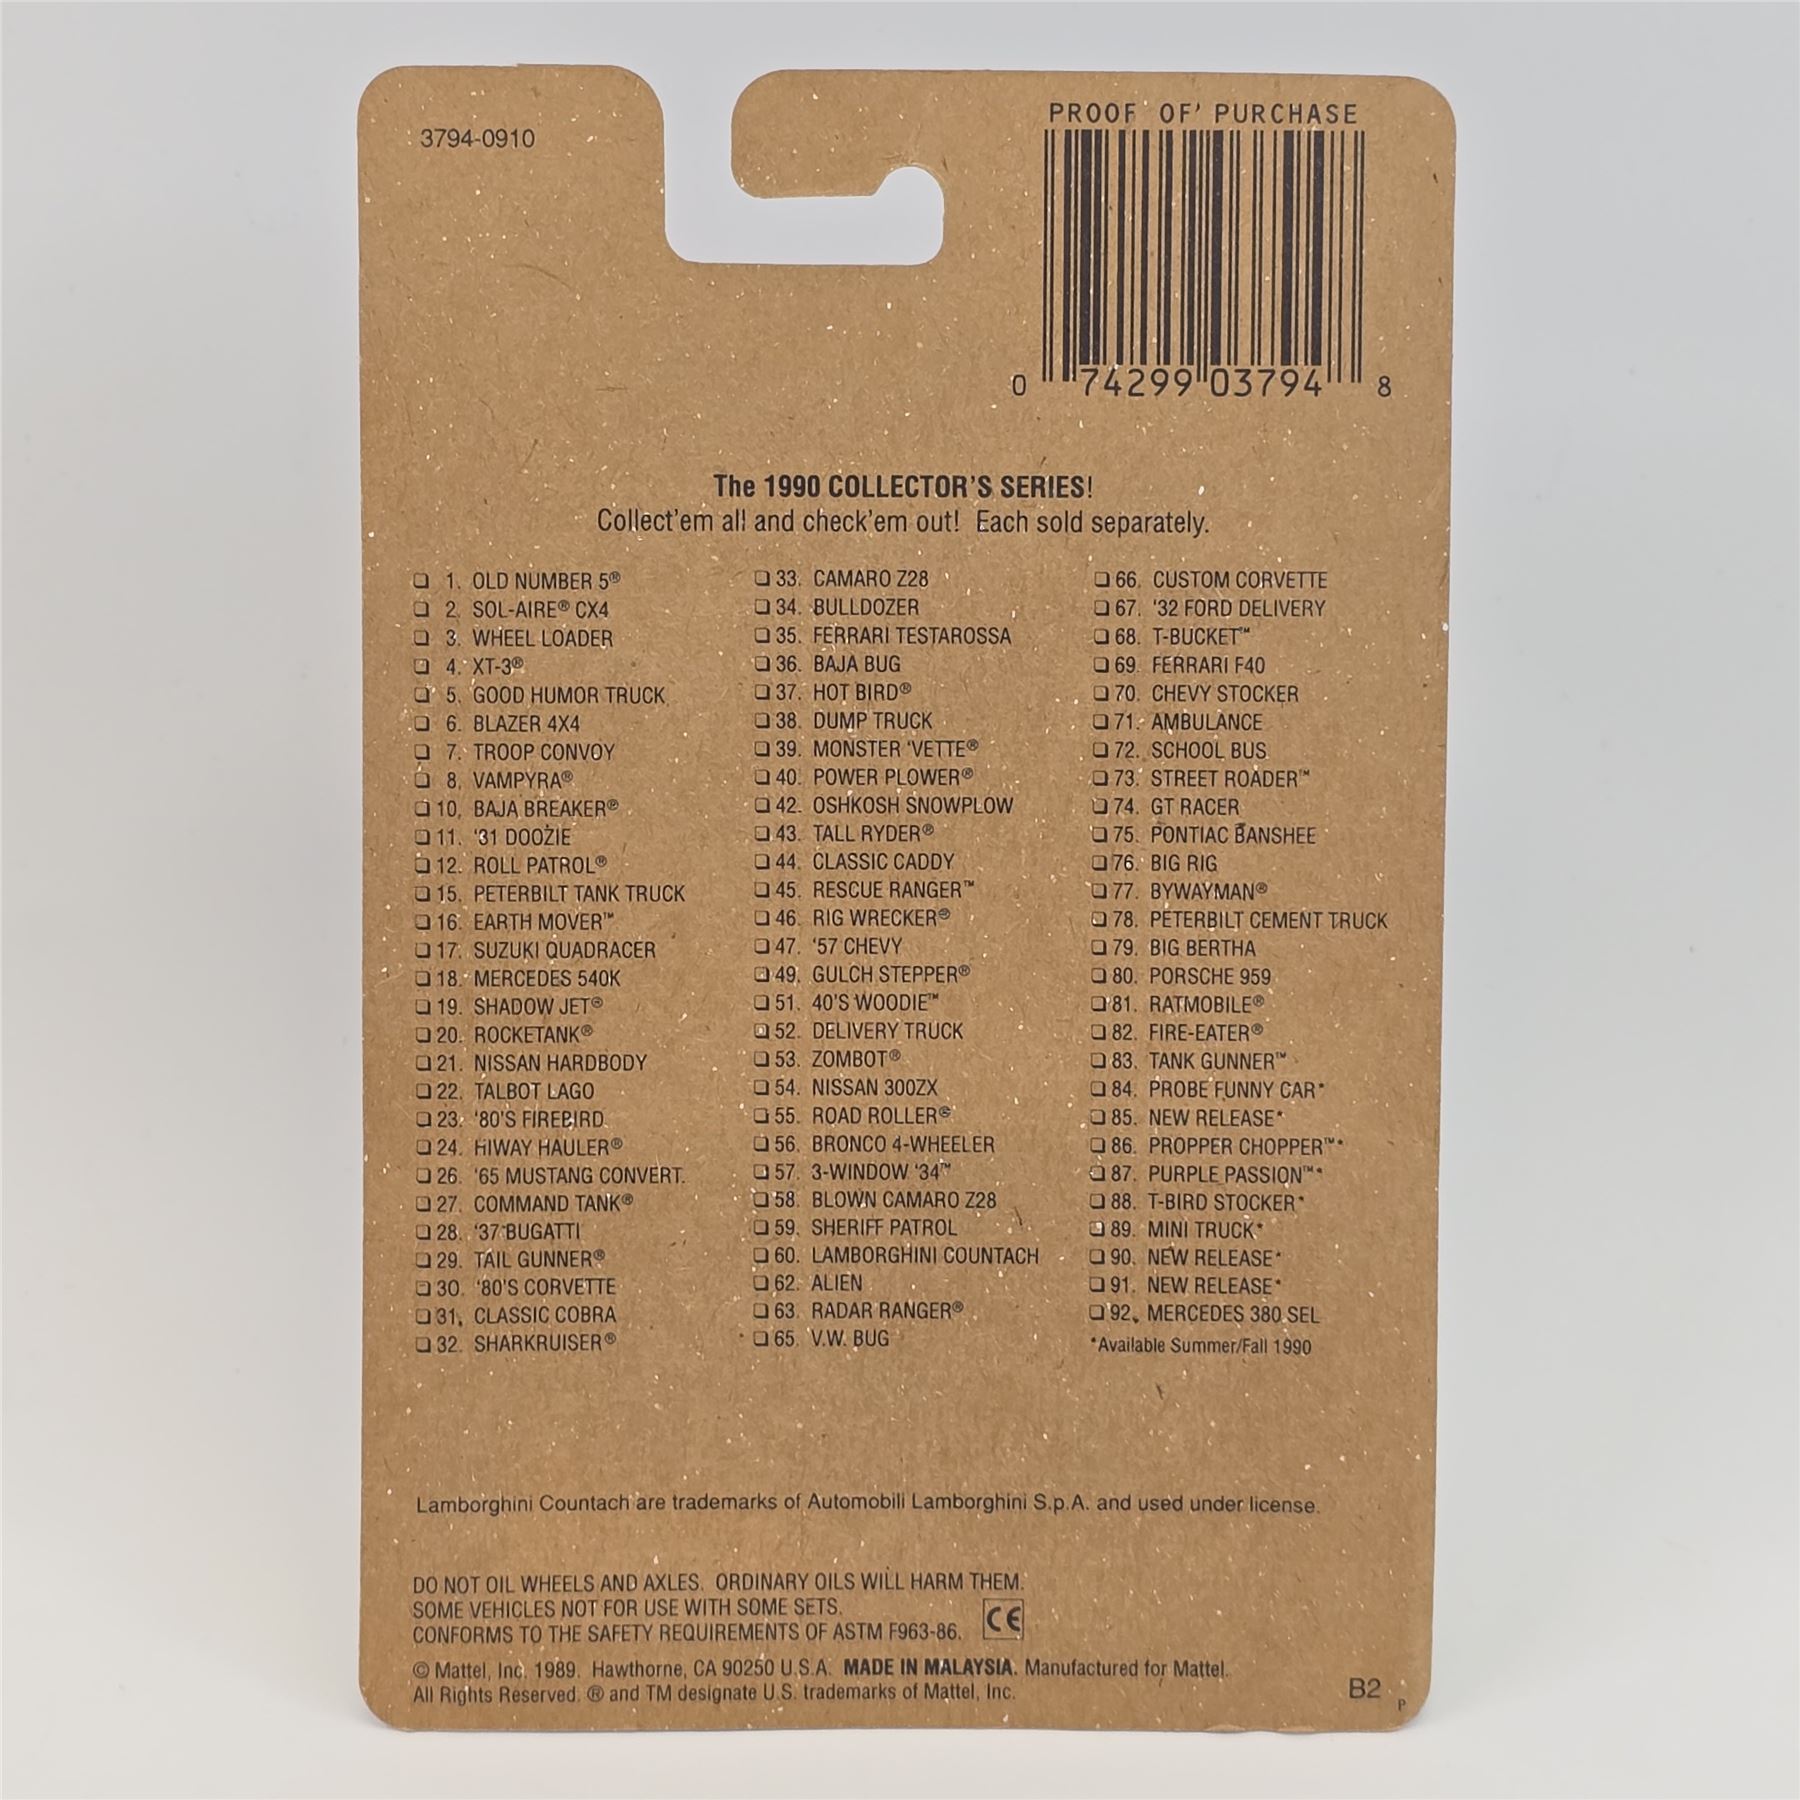 3794-0910
PROOF OF PURCHASE
0 74299 03794 8
The 1990 COLLECTOR'S SERIES!
Collect'em all and check'em out! Each sold separately.
1. OLD NUMBER 5®
2. SOL-AIRE® CX4
3. WHEEL LOADER
4. XT-3®
5. GOOD HUMOR TRUCK
6. BLAZER 4X4
7. TROOP CONVOY
8. VAMPYRA®
10. BAJA BREAKER®
11. '31 DOOZIE
12. ROLL PATROL®
15. PETERBILT TANK TRUCK
16. EARTH MOVER™
17. SUZUKI QUADRACER
18. MERCEDES 540K
19. SHADOW JET®
20. ROCKETANK®
21. NISSAN HARDBODY
22. TALBOT LAGO
23. '80'S FIREBIRD
24. HIWAY HAULER®
26. '65 MUSTANG CONVERT.
27. COMMAND TANK®
28. '37 BUGATTI
29. TAIL GUNNER®
30. '80'S CORVETTE
31. CLASSIC COBRA
32. SHARKRUISER®
33. CAMARO Z28
34. BULLDOZER
35. FERRARI TESTAROSSA
36. BAJA BUG
37. HOT BIRD®
38. DUMP TRUCK
39. MONSTER 'VETTE®
40. POWER PLOWER®
42. OSHKOSH SNOWPLOW
43. TALL RYDER®
44. CLASSIC CADDY
45. RESCUE RANGER™
46. RIG WRECKER®
47. '57 CHEVY
49. GULCH STEPPER®
51. 40'S WOODIE™
52. DELIVERY TRUCK
53. ZOMBOT®
54. NISSAN 300ZX
55. ROAD ROLLER®
56. BRONCO 4-WHEELER
57. 3-WINDOW '34™
58. BLOWN CAMARO Z28
59. SHERIFF PATROL
60. LAMBORGHINI COUNTACH
62. ALIEN
63. RADAR RANGER®
65. V.W. BUG
66. CUSTOM CORVETTE
67. '32 FORD DELIVERY
68. T-BUCKET™
69. FERRARI F40
70. CHEVY STOCKER
71. AMBULANCE
72. SCHOOL BUS
73. STREET ROADER™
74. GT RACER
75. PONTIAC BANSHEE
76. BIG RIG
77. BYWAYMAN®
78. PETERBILT CEMENT TRUCK
79. BIG BERTHA
80. PORSCHE 959
81. RATMOBILE®
82. FIRE-EATER®
83. TANK GUNNER™
84. PROBE FUNNY CAR*
85. NEW RELEASE*
86. PROPPER CHOPPER™*
87. PURPLE PASSION™*
88. T-BIRD STOCKER*
89. MINI TRUCK*
90. NEW RELEASE*
91. NEW RELEASE*
92. MERCEDES 380 SEL
*Available Summer/Fall 1990
Lamborghini Countach are trademarks of Automobili Lamborghini S.p.A. and used under license.
DO NOT OIL WHEELS AND AXLES. ORDINARY OILS WILL HARM THEM.
SOME VEHICLES NOT FOR USE WITH SOME SETS.
CONFORMS TO THE SAFETY REQUIREMENTS OF ASTM F963-86. CE
© Mattel, Inc. 1989. Hawthorne, CA 90250 U.S.A. MADE IN MALAYSIA. Manufactured for Mattel.
All Rights Reserved. ® and TM designate U.S. trademarks of Mattel, Inc.
B2 P